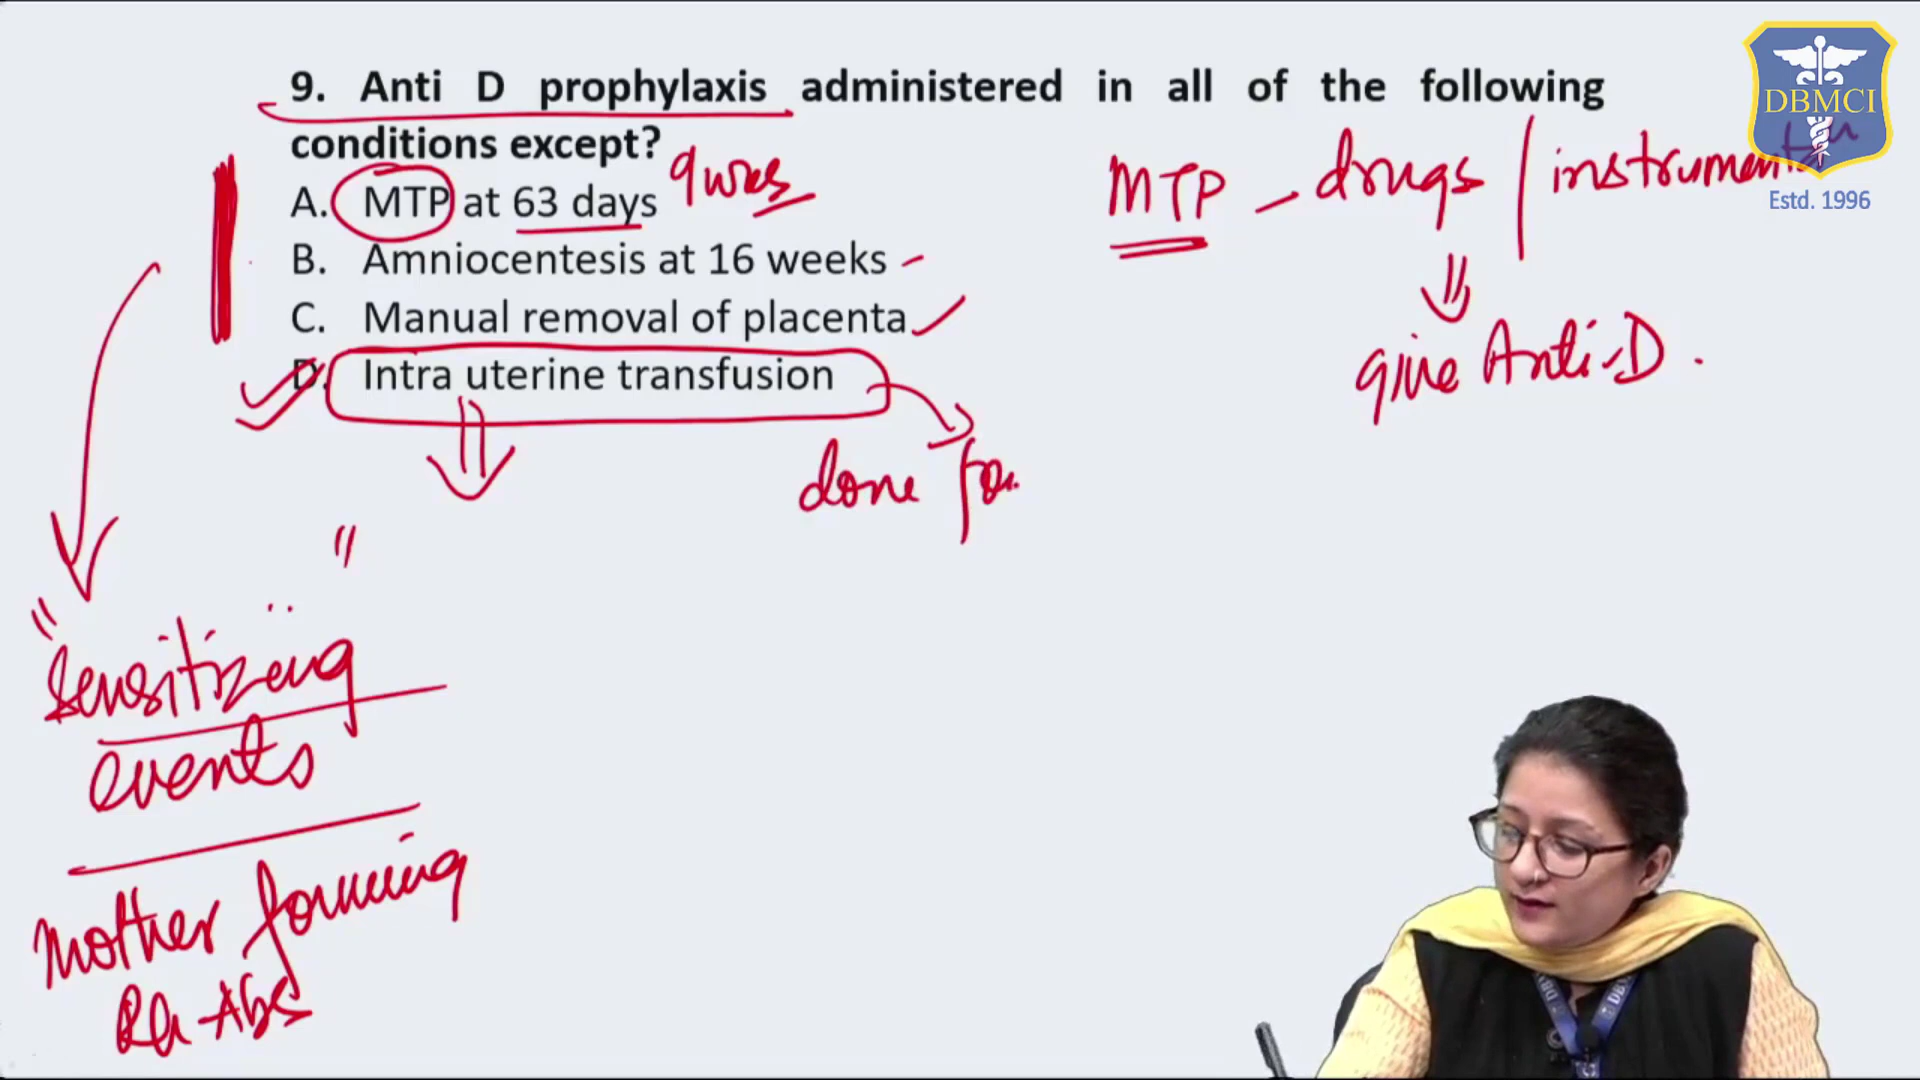 9. Anti D prophylaxis administered in all of the following
conditions except?
A. MTP at 63 days
9 wks
B. Amniocentesis at 16 weeks
C. Manual removal of placenta
D. Intra uterine transfusion
MTP - drugs / instrumental
give Anti-D.
done for
"Sensitizing
events"
Mother forming
Rh-Abs
DBMCI
Estd. 1996